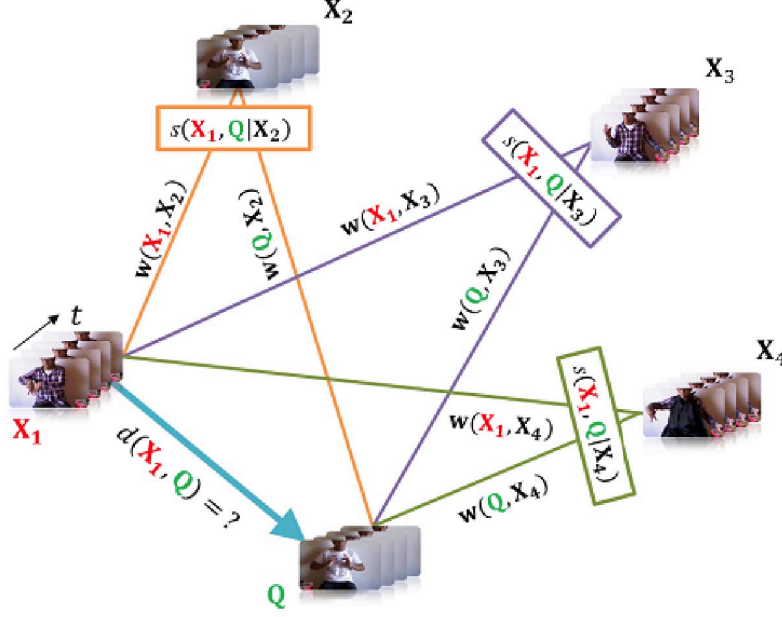 X₂
s(X₁, Q|X₂)
X₃
s(X₁, Q|X₃)
w(X₁, X₂)
w(Q, X₂)
w(X₁, X₃)
w(Q, X₃)
t
X₁
X₄
s(X₁, Q|X₄)
w(X₁, X₄)
w(Q, X₄)
d(X₁, Q) = ?
Q